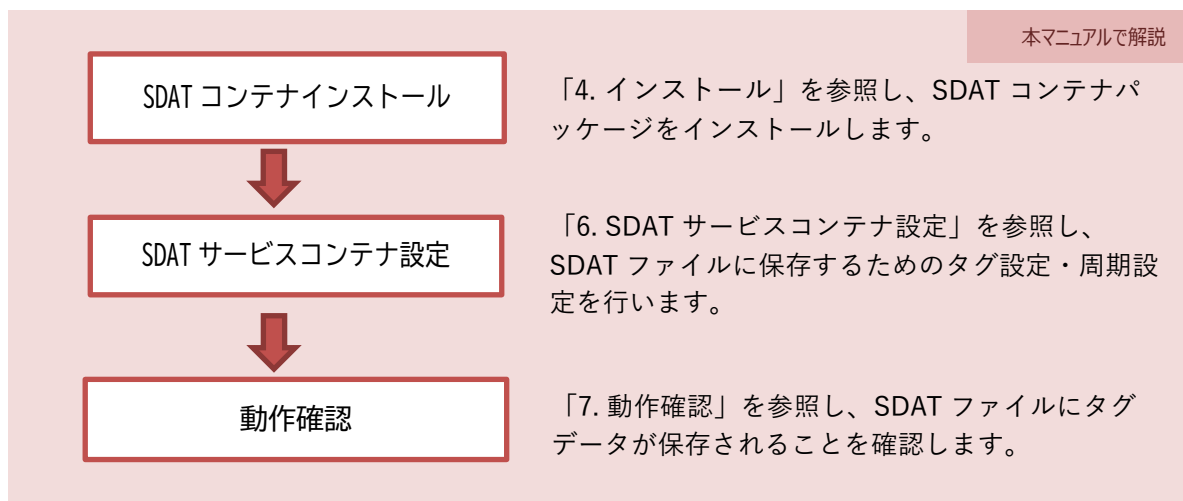 本マニュアルで解説
SDAT コンテナインストール
「4. インストール」を参照し、SDAT コンテナパ
ッケージをインストールします。
SDAT サービスコンテナ設定
「6. SDAT サービスコンテナ設定」を参照し、
SDAT ファイルに保存するためのタグ設定・周期設
定を行います。
動作確認
「7. 動作確認」を参照し、SDAT ファイルにタグ
データが保存されることを確認します。